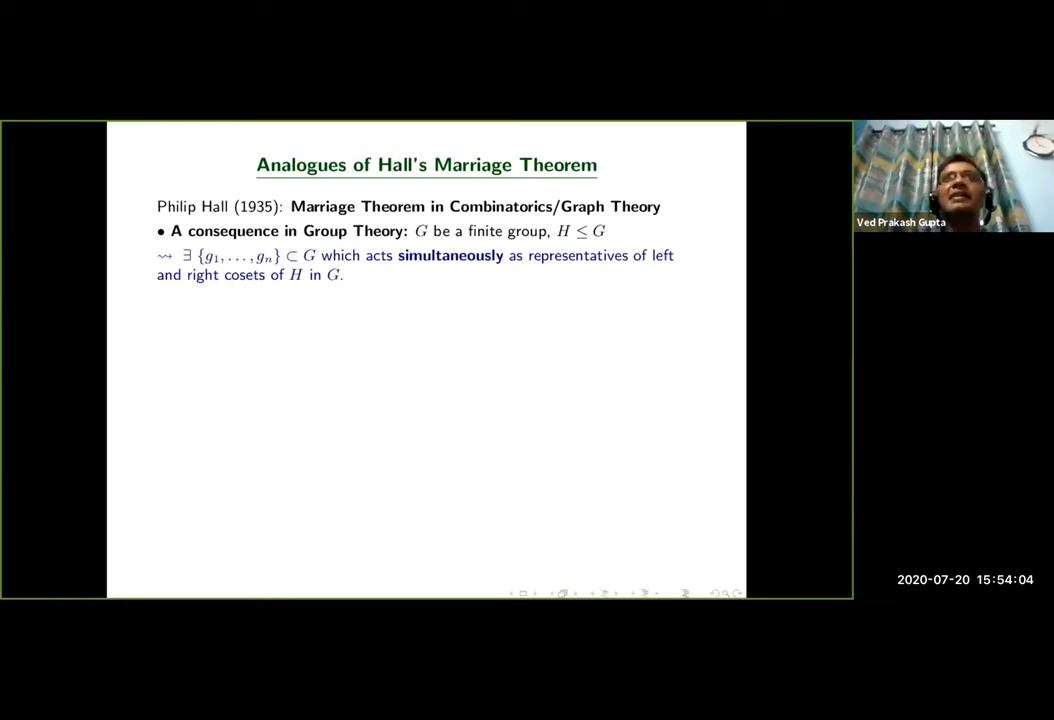 Analogues of Hall's Marriage Theorem
Philip Hall (1935): Marriage Theorem in Combinatorics/Graph Theory
• A consequence in Group Theory: G be a finite group, H ≤ G
⇝ ∃ {g₁, . . . , gₙ} ⊂ G which acts simultaneously as representatives of left
and right cosets of H in G.
Ved Prakash Gupta
2020-07-20 15:54:04